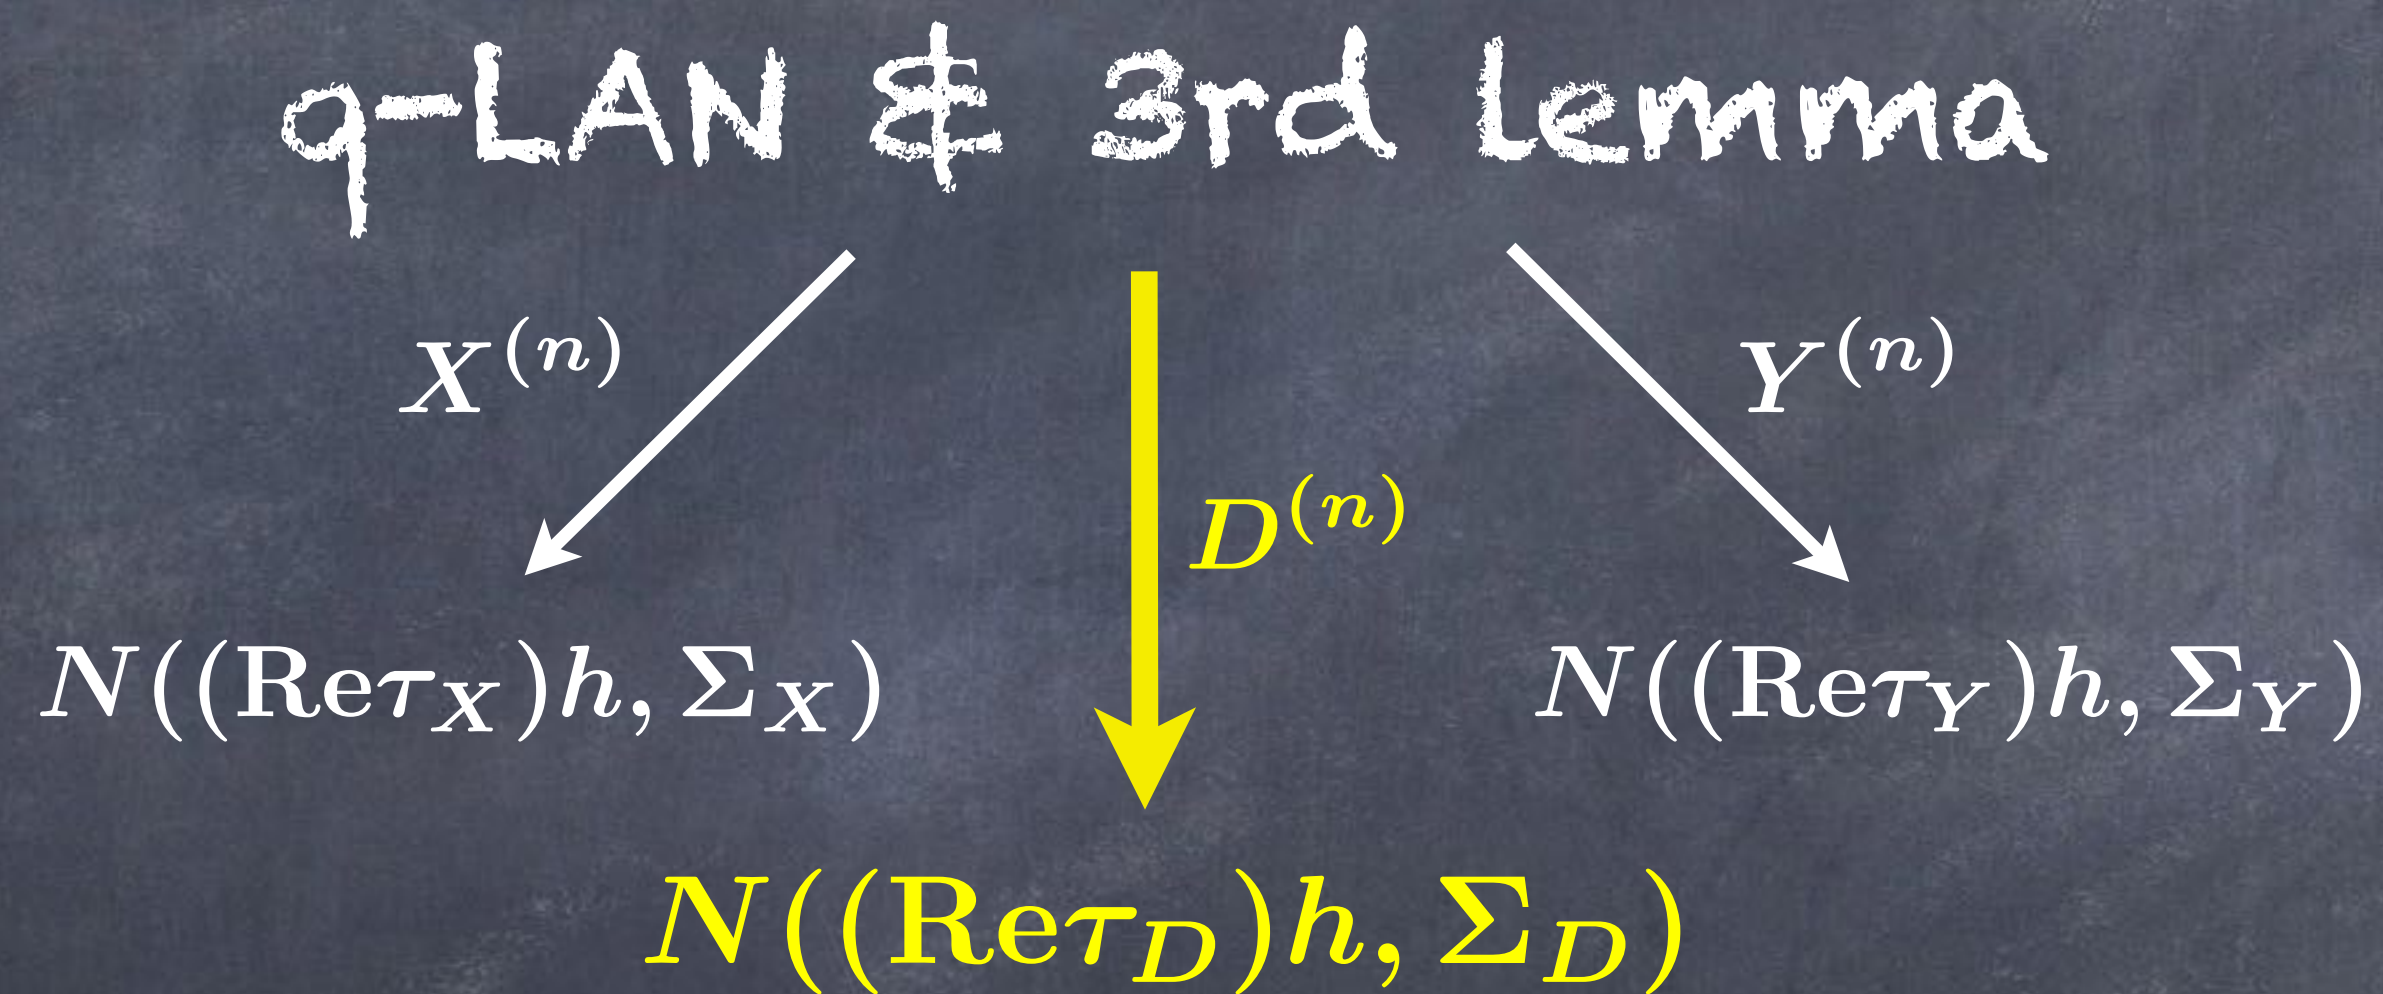 q-LAN & 3rd Lemma
X^{(n)}
Y^{(n)}
D^{(n)}
N((Reτ_X)h, Σ_X)
N((Reτ_Y)h, Σ_Y)
N((Reτ_D)h, Σ_D)